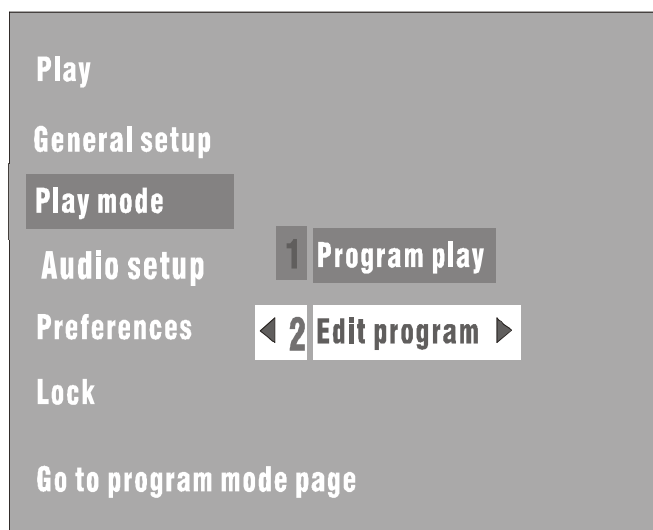 Play
General setup
Play mode
Audio setup
1 Program play
Preferences
2 Edit program
Lock
Go to program mode page